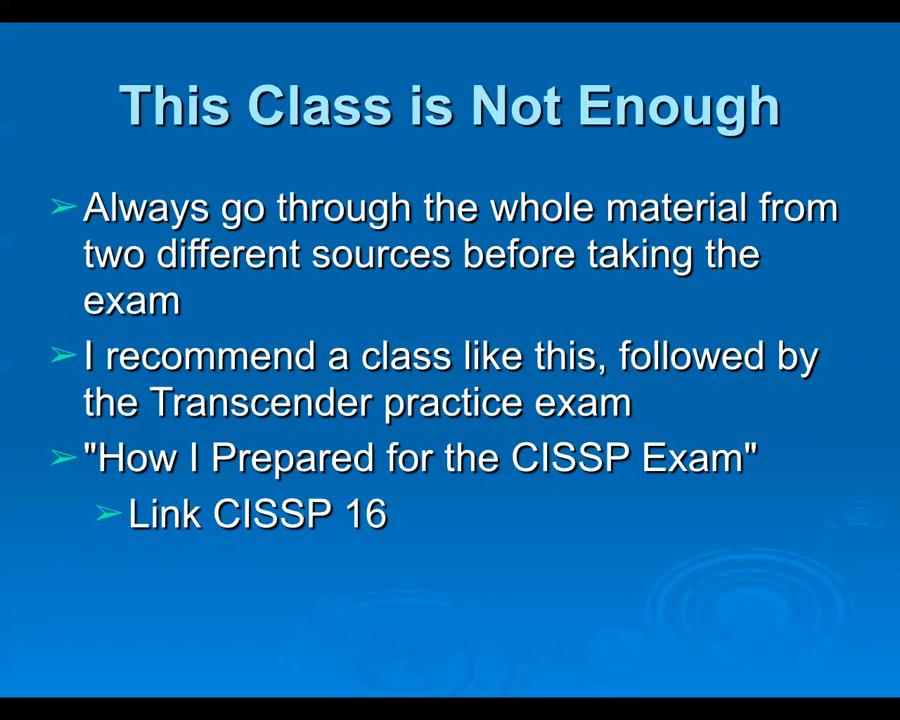 This Class is Not Enough
Always go through the whole material from
two different sources before taking the
exam
I recommend a class like this, followed by
the Transcender practice exam
"How I Prepared for the CISSP Exam"
Link CISSP 16